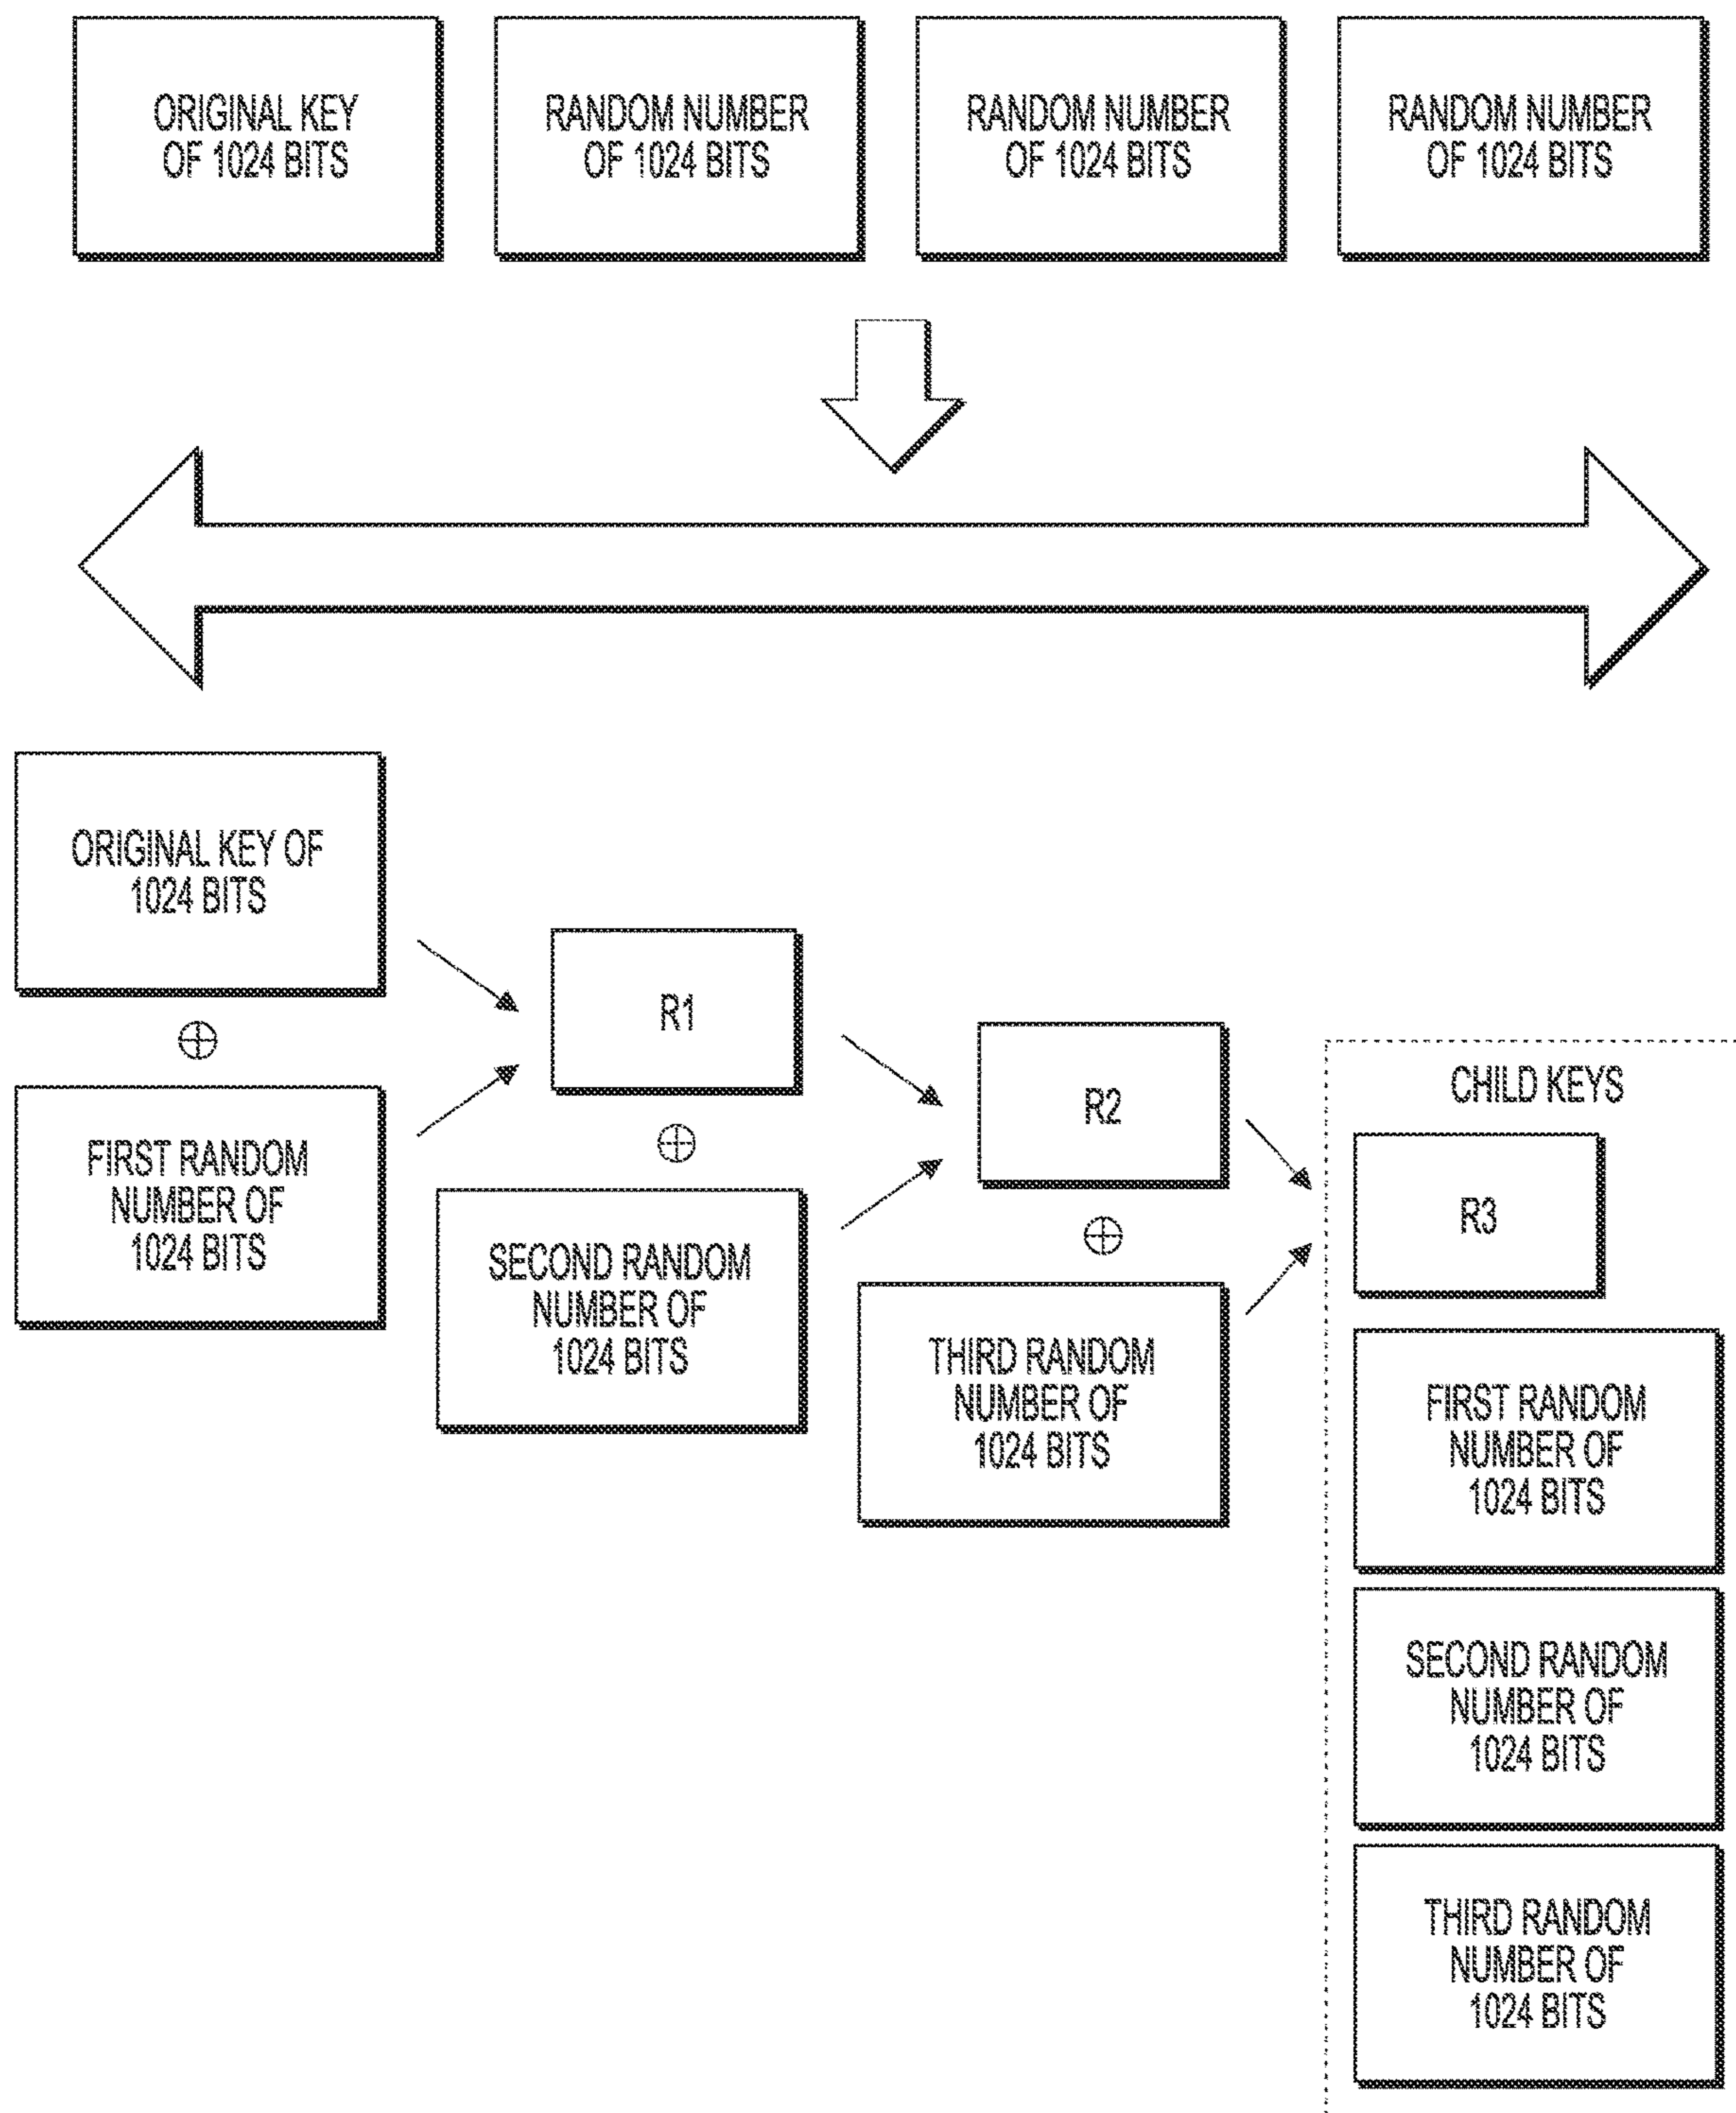 ORIGINAL KEY
OF 1024 BITS
RANDOM NUMBER
OF 1024 BITS
RANDOM NUMBER
OF 1024 BITS
RANDOM NUMBER
OF 1024 BITS
ORIGINAL KEY OF
1024 BITS
FIRST RANDOM
NUMBER OF
1024 BITS
R1
SECOND RANDOM
NUMBER OF
1024 BITS
R2
THIRD RANDOM
NUMBER OF
1024 BITS
CHILD KEYS
R3
FIRST RANDOM
NUMBER OF
1024 BITS
SECOND RANDOM
NUMBER OF
1024 BITS
THIRD RANDOM
NUMBER OF
1024 BITS